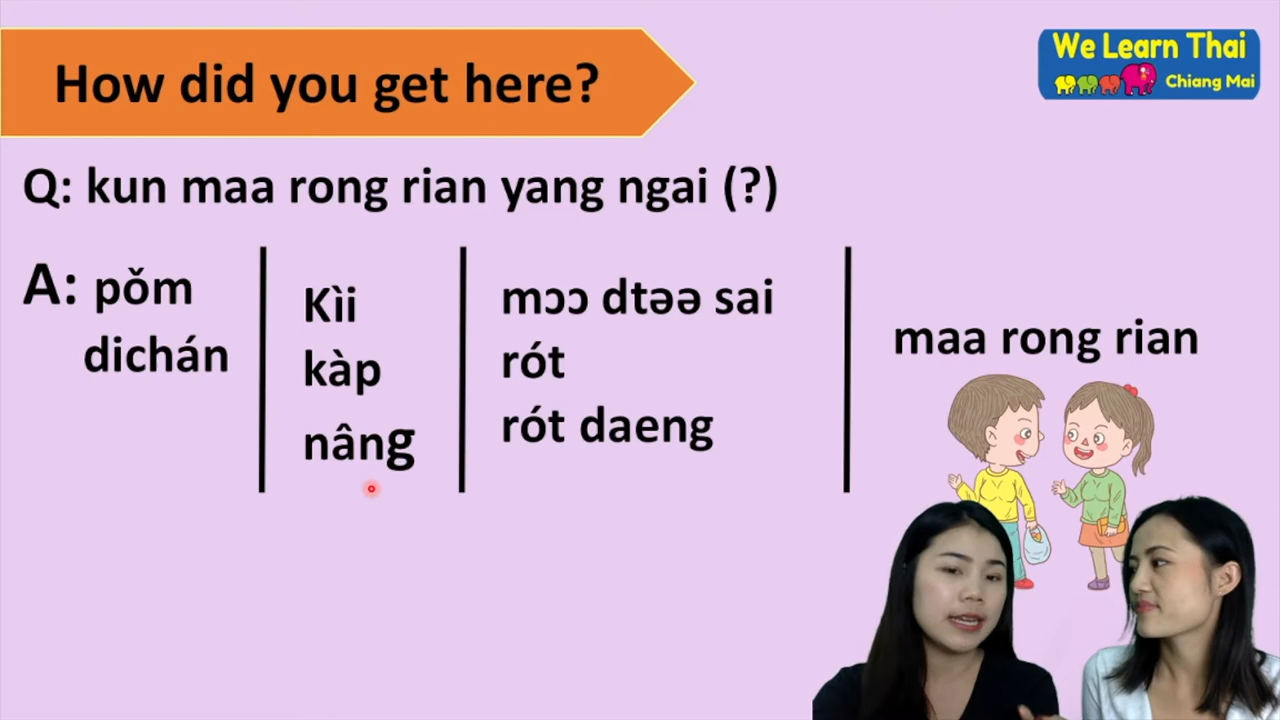 How did you get here?
We Learn Thai
Chiang Mai
Q: kun maa rong rian yang ngai (?)
A: pǒm
dichán
Kìi
kàp
nâng
mɔɔ dtəə sai
rót
rót daeng
maa rong rian